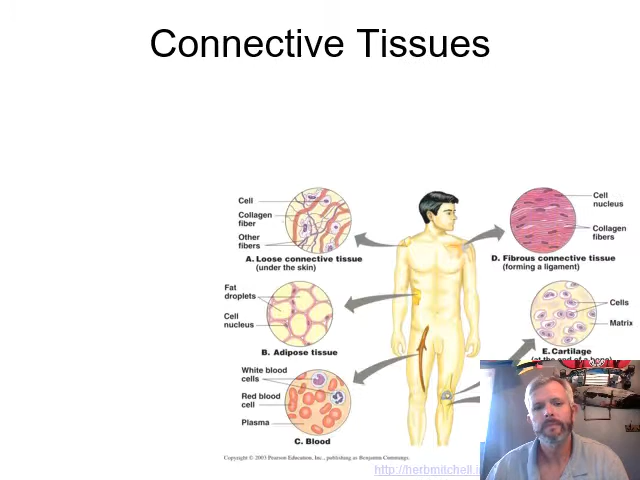 Connective Tissues
Cell
Collagen
fiber
Other
fibers
A. Loose connective tissue
(under the skin)
Fat
droplets
Cell
nucleus
B. Adipose tissue
White blood
cells
Red blood
cell
Plasma
C. Blood
Cell
nucleus
Collagen
fibers
D. Fibrous connective tissue
(forming a ligament)
Cells
Matrix
E. Cartilage
(at the end of a bone)
Copyright © 2003 Pearson Education, Inc., publishing as Benjamin Cummings.
http://herbmitchell.i